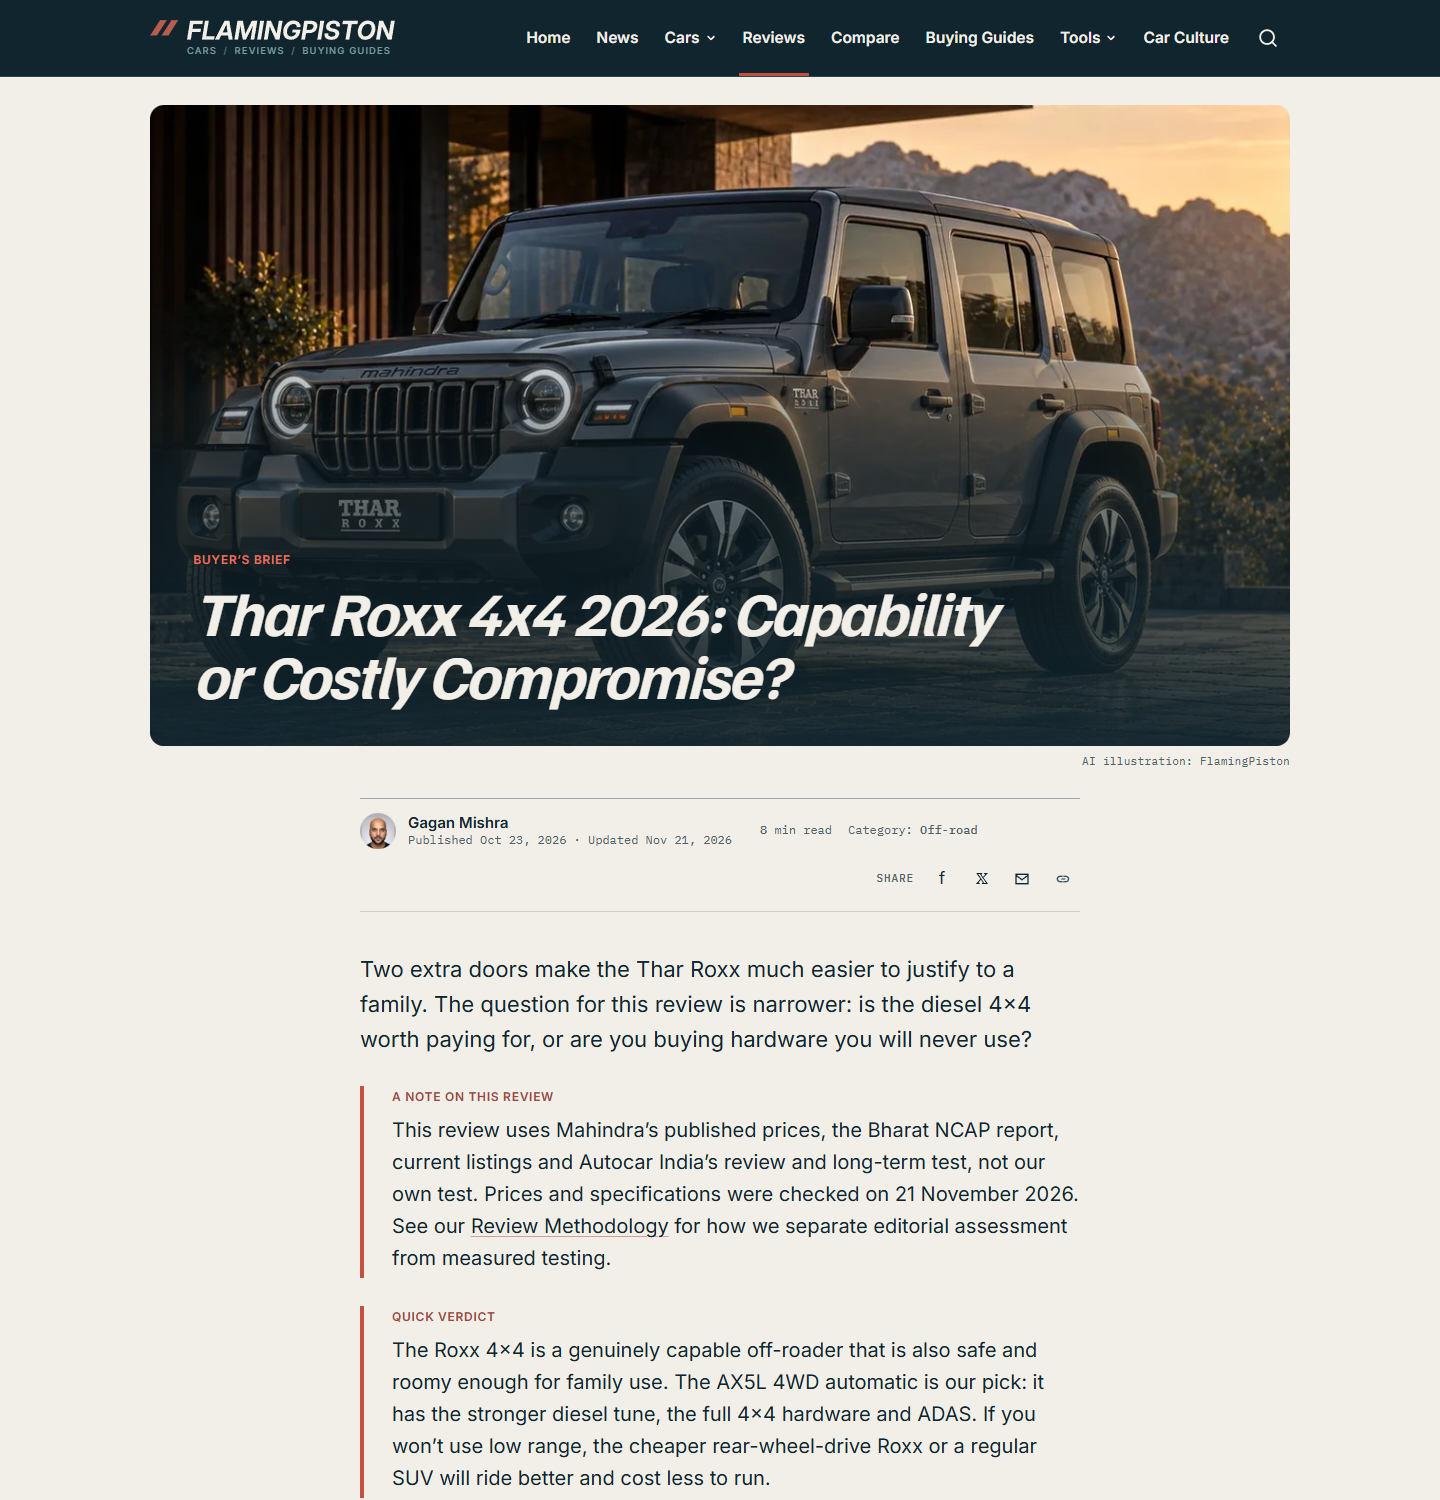 FLAMINGPISTON
CARS / REVIEWS / BUYING GUIDES
Home News Cars Reviews Compare Buying Guides Tools Car Culture
mahindra
THAR
ROXX
THAR
ROXX
BUYER'S BRIEF
Thar Roxx 4x4 2026: Capability
or Costly Compromise?
AI illustration: FlamingPiston
Gagan Mishra
Published Oct 23, 2026 · Updated Nov 21, 2026
8 min read Category: Off-road
SHARE f X
Two extra doors make the Thar Roxx much easier to justify to a
family. The question for this review is narrower: is the diesel 4×4
worth paying for, or are you buying hardware you will never use?
A NOTE ON THIS REVIEW
This review uses Mahindra’s published prices, the Bharat NCAP report,
current listings and Autocar India’s review and long-term test, not our
own test. Prices and specifications were checked on 21 November 2026.
See our Review Methodology for how we separate editorial assessment
from measured testing.
QUICK VERDICT
The Roxx 4×4 is a genuinely capable off-roader that is also safe and
roomy enough for family use. The AX5L 4WD automatic is our pick: it
has the stronger diesel tune, the full 4×4 hardware and ADAS. If you
won’t use low range, the cheaper rear-wheel-drive Roxx or a regular
SUV will ride better and cost less to run.